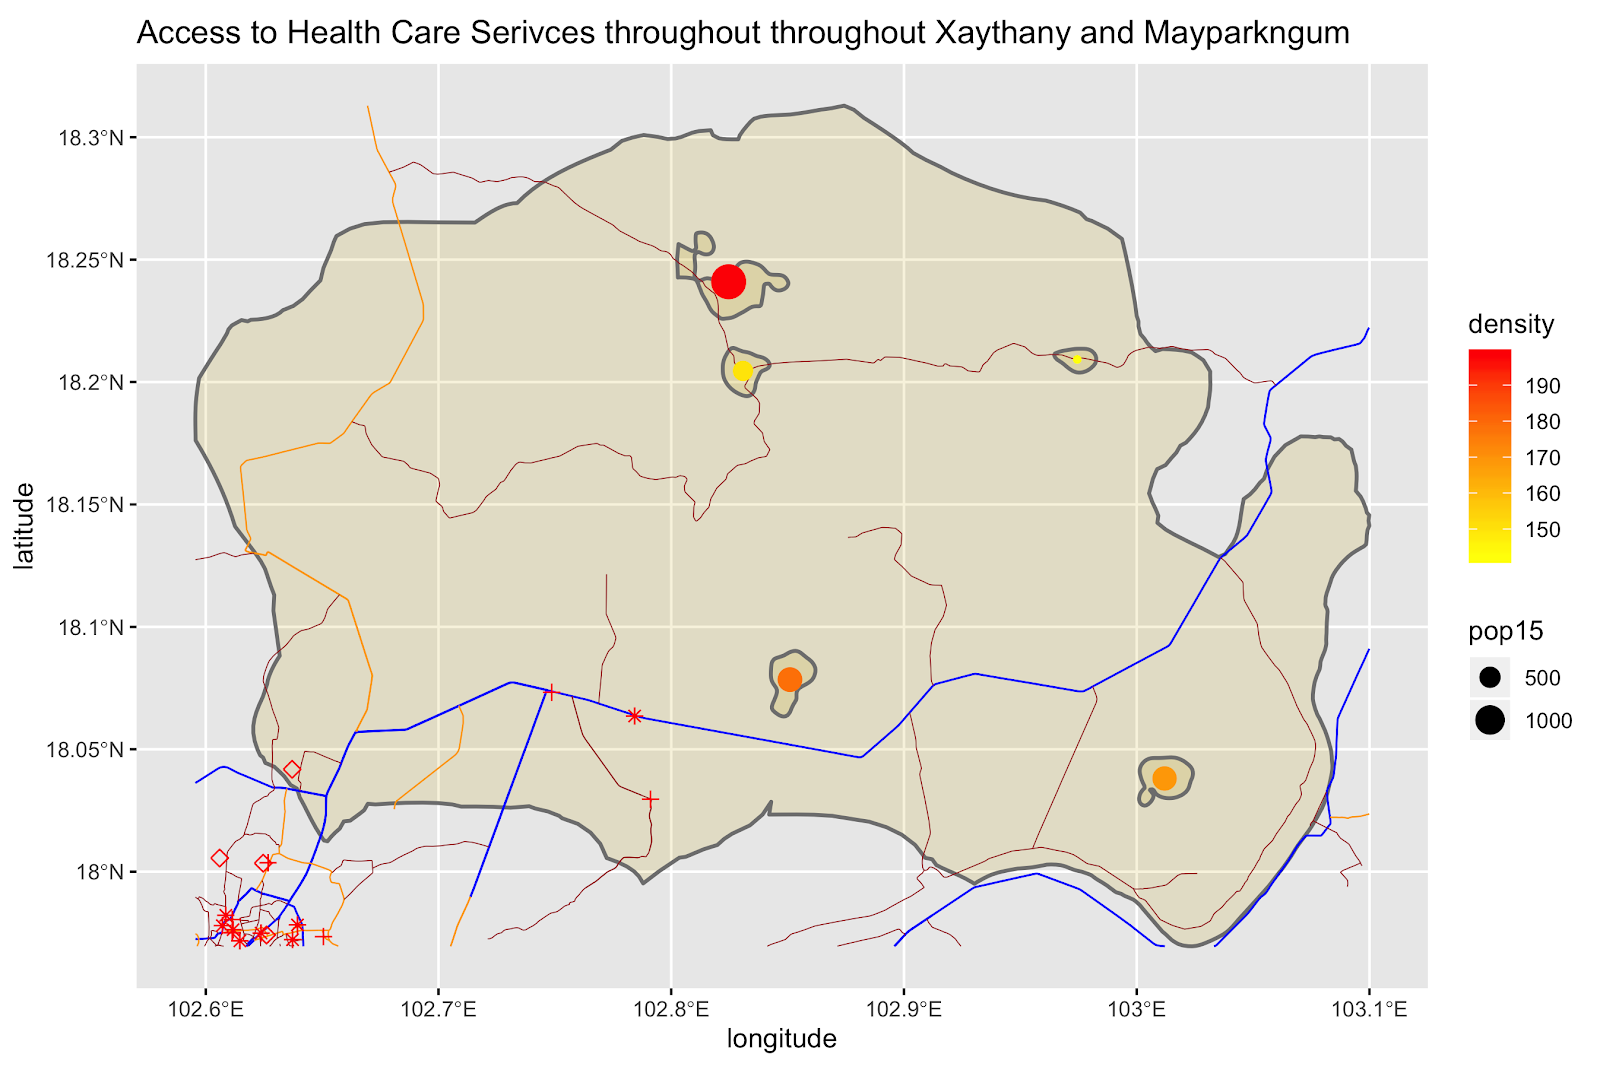 Access to Health Care Serivces throughout throughout Xaythany and Mayparkngum
18.3°N
18.25°N
18.2°N
18.15°N
18.1°N
18.05°N
18°N
latitude
102.6°E
102.7°E
102.8°E
102.9°E
103°E
103.1°E
longitude
density
190
180
170
160
150
pop15
500
1000